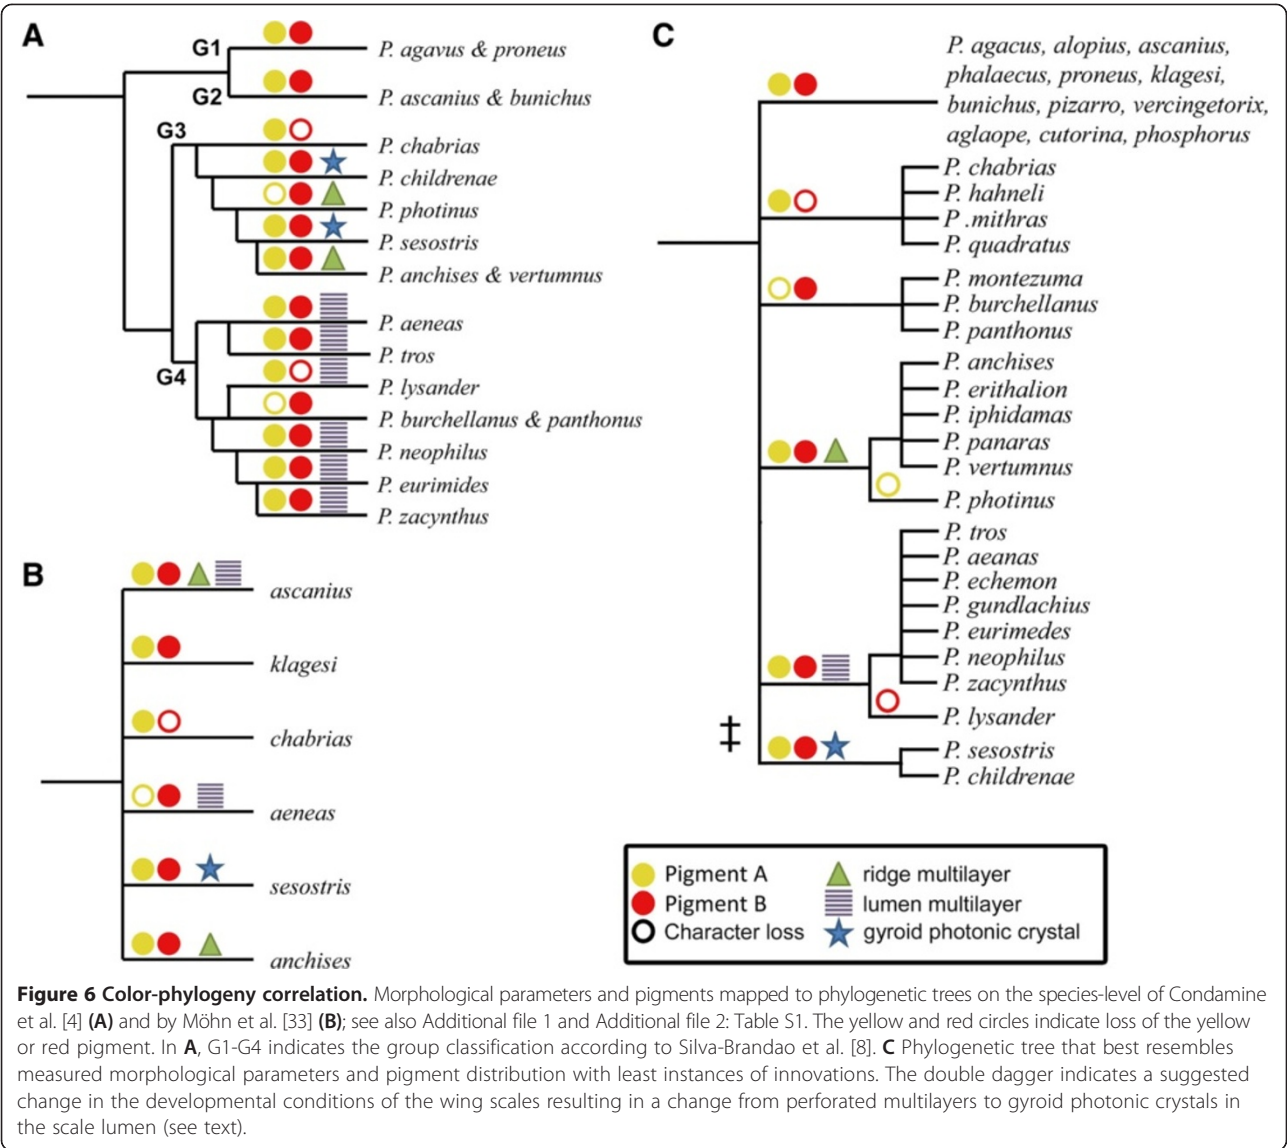 A
G1
P. agavus & proneus
G2
P. ascanius & bunichus
G3
P. chabrias
P. childrenae
P. photinus
P. sesostris
P. anchises & vertumnus
G4
P. aeneas
P. tros
P. lysander
P. burchellanus & panthonus
P. neophilus
P. eurimides
P. zacynthus
B
ascanius
klagesi
chabrias
aeneas
sesostris
anchises
C
P. agacus, alopius, ascanius,
phalaecus, proneus, klagesi,
bunichus, pizarro, vercingetorix,
aglaope, cutorina, phosphorus
P. chabrias
P. hahneli
P .mithras
P. quadratus
P. montezuma
P. burchellanus
P. panthonus
P. anchises
P. erithalion
P. iphidamas
P. panaras
P. vertumnus
P. photinus
P. tros
P. aeanas
P. echemon
P. gundlachius
P. eurimedes
P. neophilus
P. zacynthus
P. lysander
‡
P. sesostris
P. childrenae
Pigment A
Pigment B
Character loss
ridge multilayer
lumen multilayer
gyroid photonic crystal
Figure 6 Color-phylogeny correlation. Morphological parameters and pigments mapped to phylogenetic trees on the species-level of Condamine
et al. [4] (A) and by Möhn et al. [33] (B); see also Additional file 1 and Additional file 2: Table S1. The yellow and red circles indicate loss of the yellow
or red pigment. In A, G1-G4 indicates the group classification according to Silva-Brandao et al. [8]. C Phylogenetic tree that best resembles
measured morphological parameters and pigment distribution with least instances of innovations. The double dagger indicates a suggested
change in the developmental conditions of the wing scales resulting in a change from perforated multilayers to gyroid photonic crystals in
the scale lumen (see text).